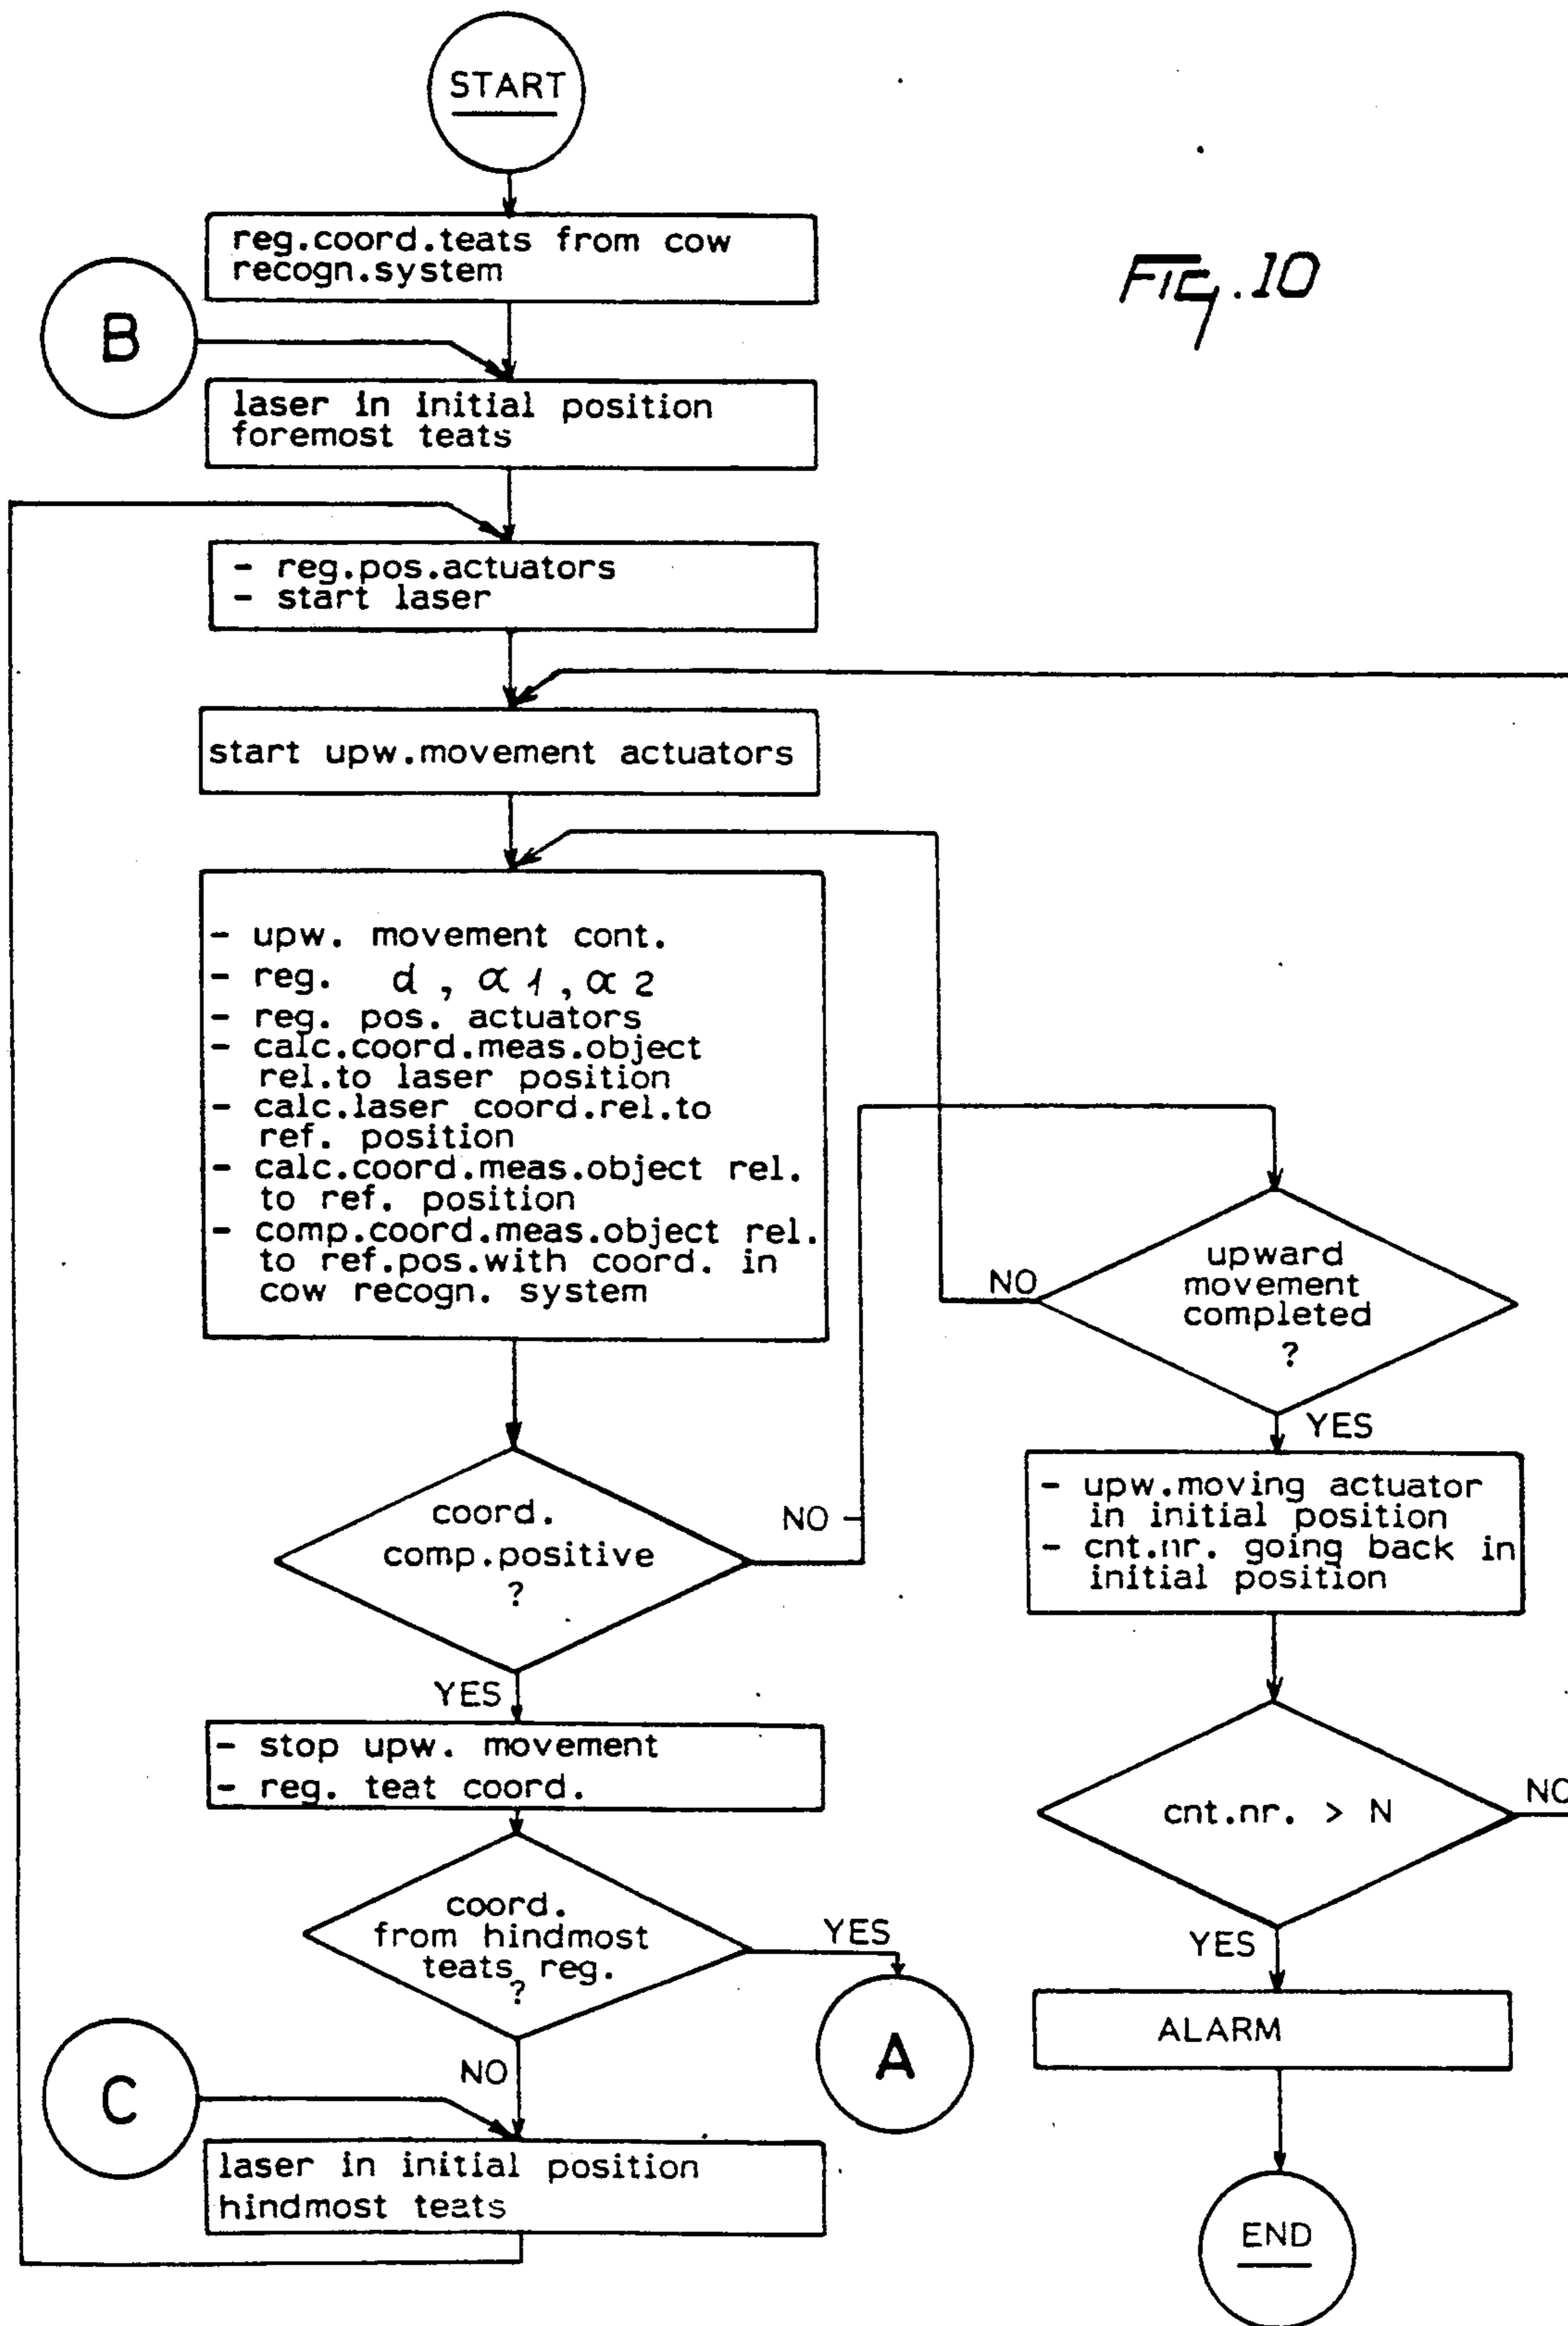 START
reg.coord.teats from cow
recogn.system
Fig.10
B
laser in initial position
foremost teats
- reg.pos.actuators
- start laser
start upw.movement actuators
- upw. movement cont.
- reg. d , α1 , α2
- reg. pos. actuators
- calc.coord.meas.object
rel.to laser position
- calc.laser coord.rel.to
ref. position
- calc.coord.meas.object rel.
to ref. position
- comp.coord.meas.object rel.
to ref.pos.with coord. in
cow recogn. system
upward
movement
completed
?
NO
YES
coord.
comp.positive
?
NO
YES
- upw.moving actuator
in initial position
- cnt.nr. going back in
initial position
- stop upw. movement
- reg. teat coord.
cnt.nr. > N
NO
YES
coord.
from hindmost
teats reg.
?
YES
NO
A
ALARM
C
laser in initial position
hindmost teats
END